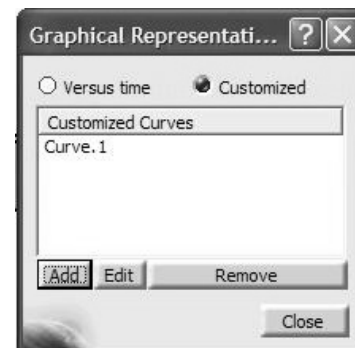 Graphical Representati... ? X
Versus time Customized
Customized Curves
Curve.1
Add Edit Remove
Close